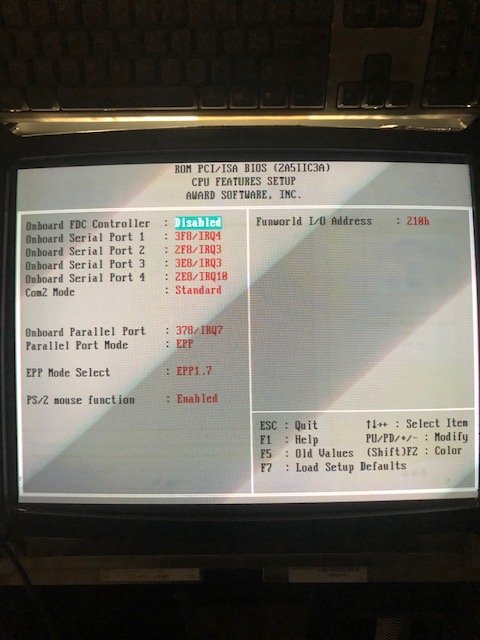 ROM PCI/ISA BIOS (2A5IIC3A)
CPU FEATURES SETUP
AWARD SOFTWARE, INC.
Onboard FDC Controller : Disabled
Onboard Serial Port 1 : 3F8/IRQ4
Onboard Serial Port 2 : 2F8/IRQ3
Onboard Serial Port 3 : 3E8/IRQ3
Onboard Serial Port 4 : 2E8/IRQ10
Com2 Mode : Standard
Onboard Parallel Port : 378/IRQ7
Parallel Port Mode : EPP
EPP Mode Select : EPP1.7
PS/2 mouse function : Enabled
Funworld I/O Address : 210h
ESC : Quit ↑↓→← : Select Item
F1 : Help PU/PD/+/- : Modify
F5 : Old Values (Shift)F2 : Color
F7 : Load Setup Defaults